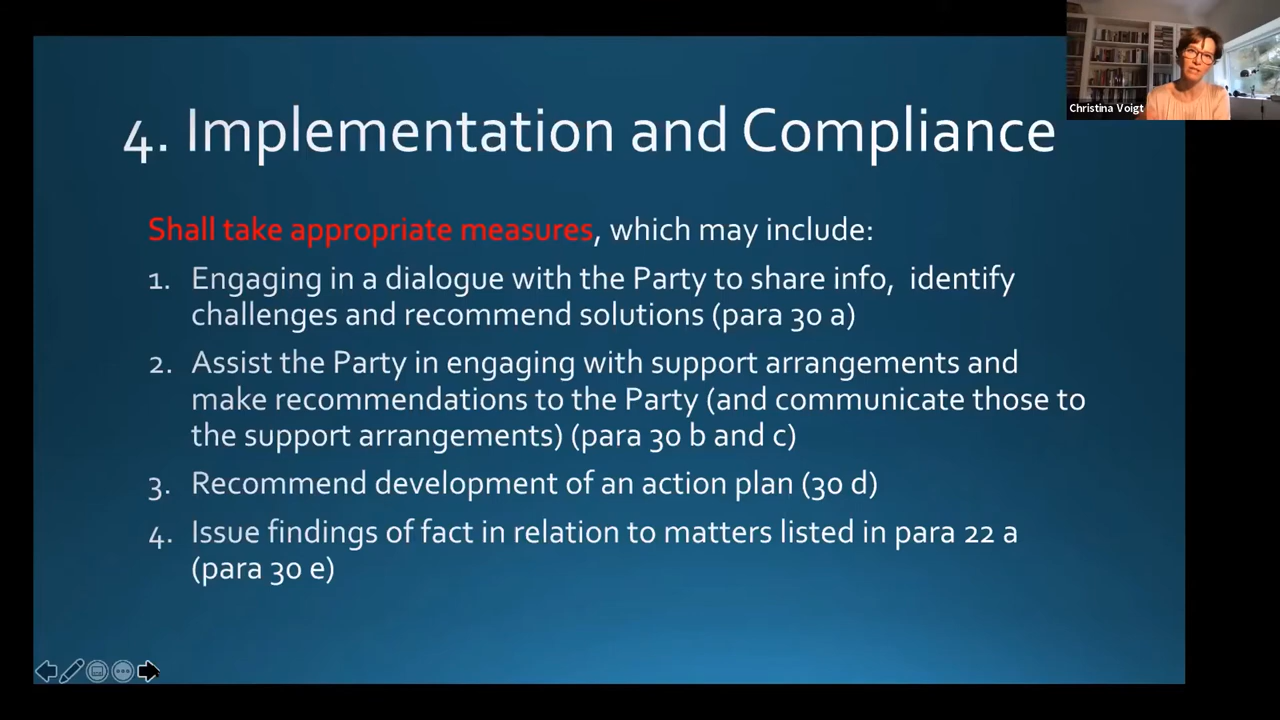 Christina Voigt
4. Implementation and Compliance
Shall take appropriate measures, which may include:
1. Engaging in a dialogue with the Party to share info, identify
challenges and recommend solutions (para 30 a)
2. Assist the Party in engaging with support arrangements and
make recommendations to the Party (and communicate those to
the support arrangements) (para 30 b and c)
3. Recommend development of an action plan (30 d)
4. Issue findings of fact in relation to matters listed in para 22 a
(para 30 e)